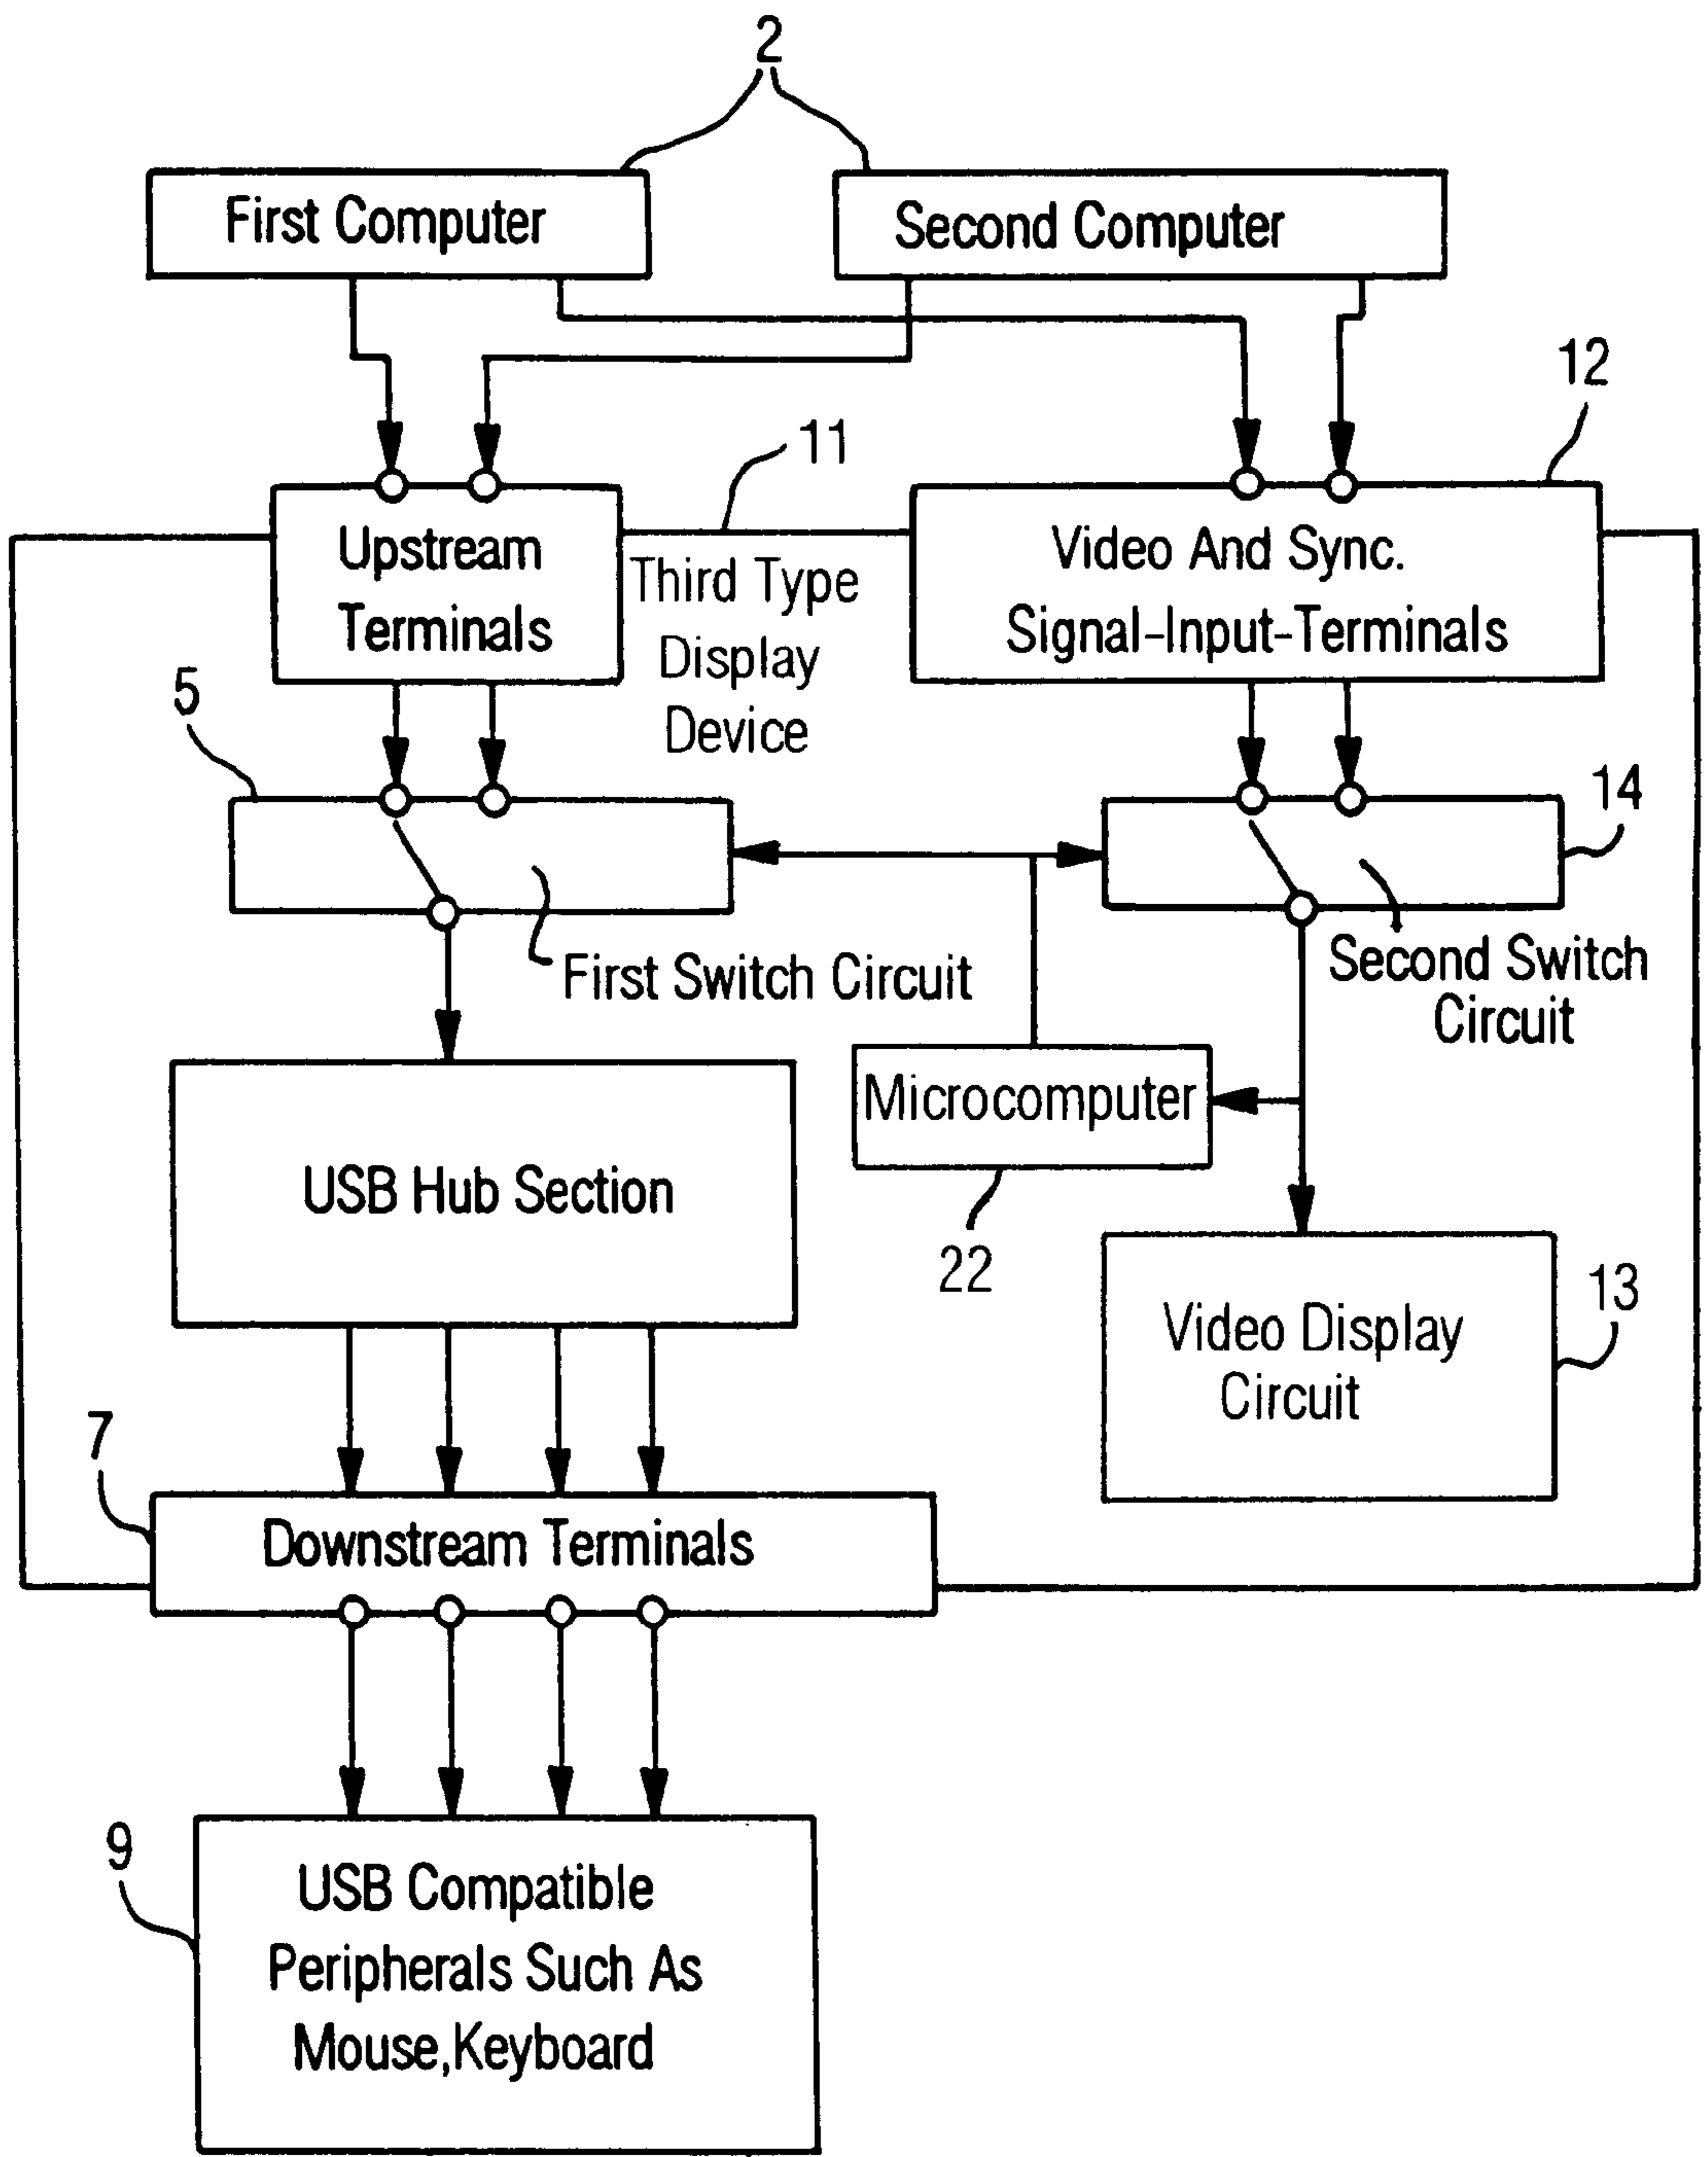 2
First Computer
Second Computer
12
11
Upstream
Terminals
Third Type
Display
Device
Video And Sync.
Signal-Input-Terminals
5
14
First Switch Circuit
Second Switch
Circuit
Microcomputer
22
USB Hub Section
13
Video Display
Circuit
7
Downstream Terminals
9
USB Compatible
Peripherals Such As
Mouse,Keyboard